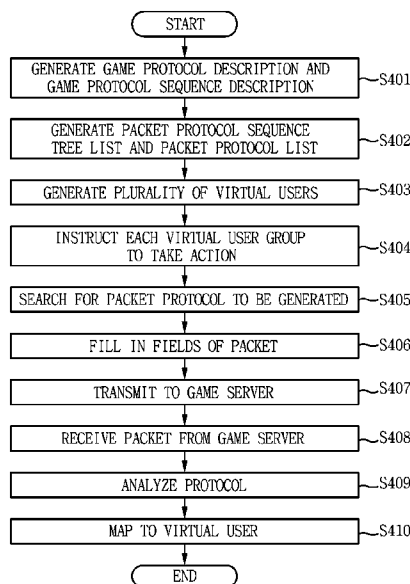 START
GENERATE GAME PROTOCOL DESCRIPTION AND
GAME PROTOCOL SEQUENCE DESCRIPTION
S401
GENERATE PACKET PROTOCOL SEQUENCE
TREE LIST AND PACKET PROTOCOL LIST
S402
GENERATE PLURALITY OF VIRTUAL USERS
S403
INSTRUCT EACH VIRTUAL USER GROUP
TO TAKE ACTION
S404
SEARCH FOR PACKET PROTOCOL TO BE GENERATED
S405
FILL IN FIELDS OF PACKET
S406
TRANSMIT TO GAME SERVER
S407
RECEIVE PACKET FROM GAME SERVER
S408
ANALYZE PROTOCOL
S409
MAP TO VIRTUAL USER
S410
END